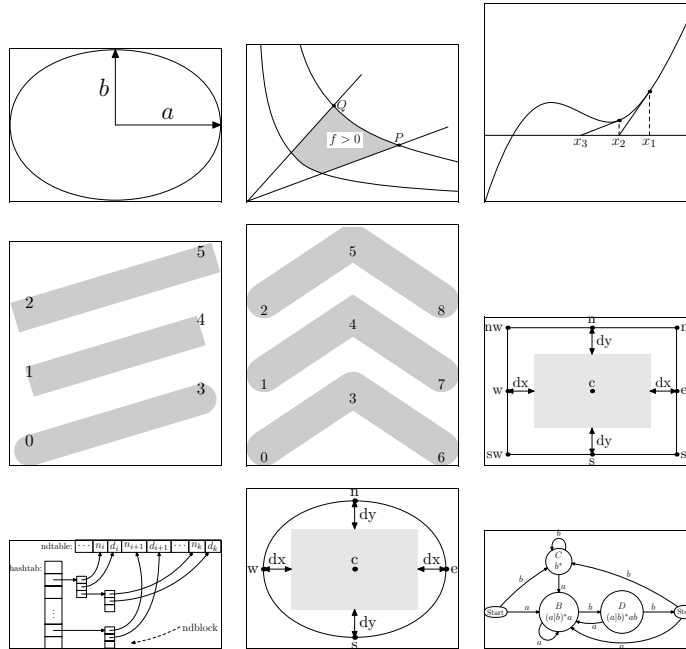 b
a
Q
P
f > 0
x₃ x₂ x₁
5
2
4
1
3
0
5
2 8
4
1 7
3
0 6
nw n n
dy
w dx c dx e
dy
sw s s
ndtable: ··· nᵢ dᵢ nᵢ₊₁ dᵢ₊₁ ··· nₖ dₖ
hashtab:
⋮
ndblock
n
dy
w dx c dx e
dy
s
b
C
b*
b b
a
Start a B b D b Sto
(a|b)*a (a|b)*ab
a
a a